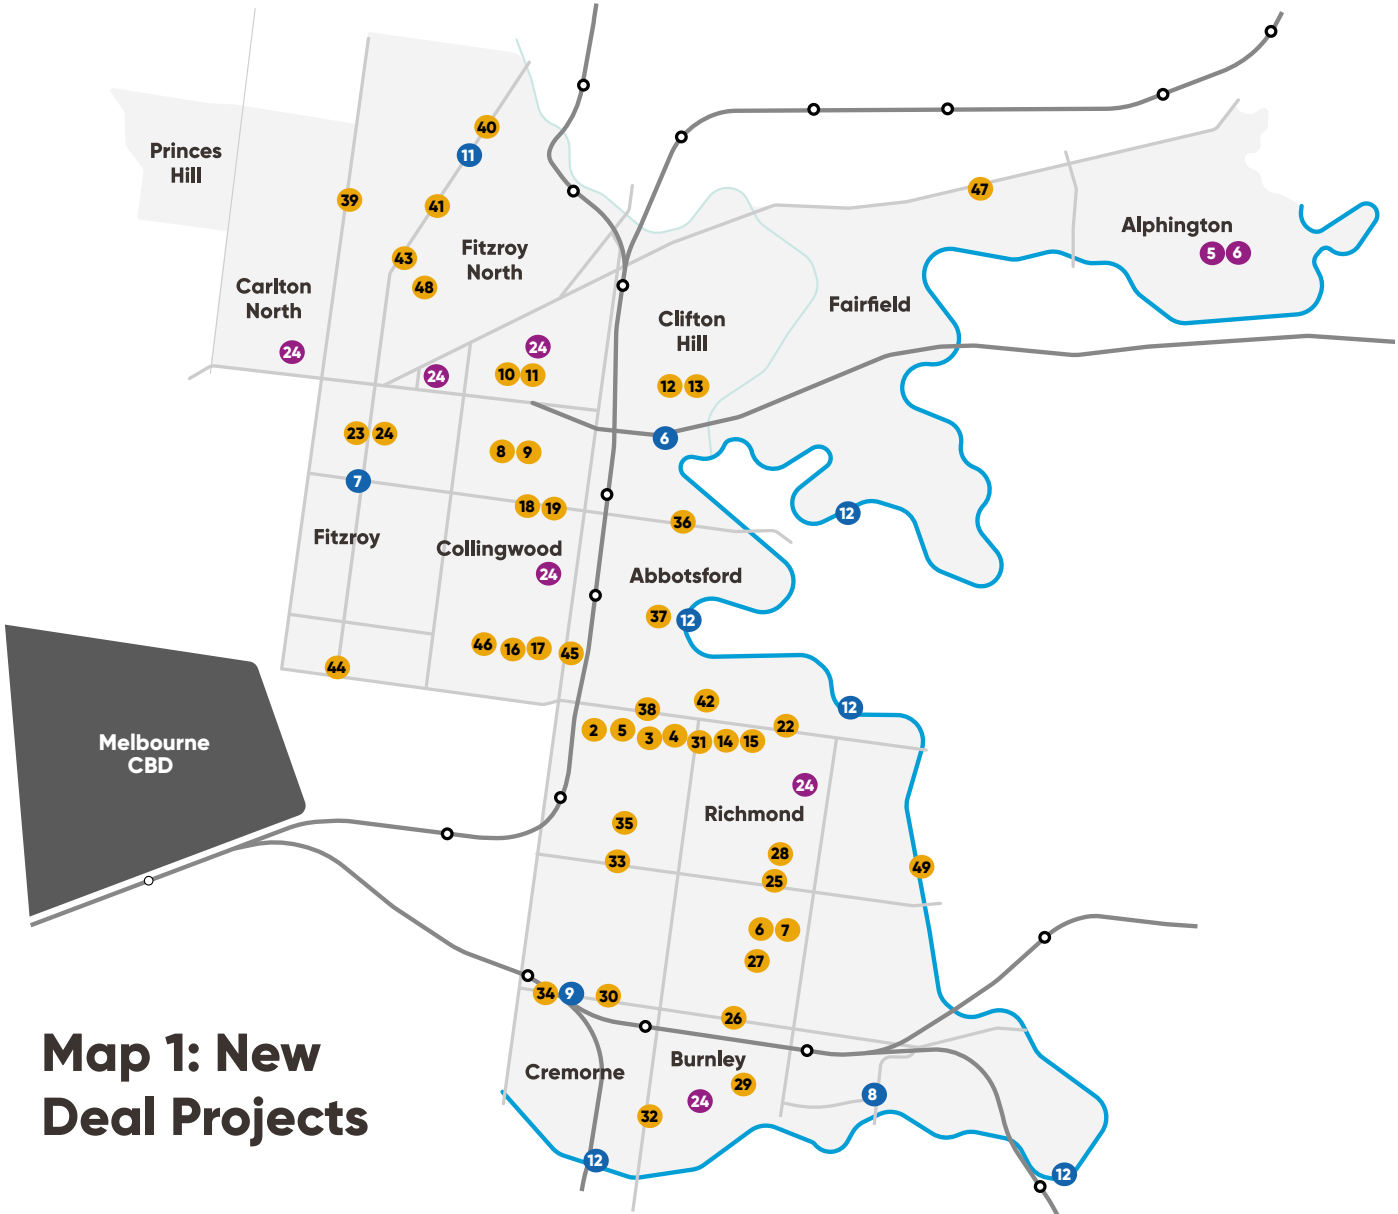 40
11
Princes
Hill
47
39
41
Alphington
5 6
43
Fitzroy
North
48
Carlton
North
Fairfield
Clifton
Hill
24
24
24
10 11
12 13
23 24
6
8 9
7
18 19
12
36
Fitzroy
Collingwood
24
Abbotsford
37 12
46 16 17 45
44
42
38
12
2 5 3 4 31 14 15 22
Melbourne
CBD
24
Richmond
35
28
33
49
25
6 7
27
34 9 30
26
Map 1: New
Deal Projects
Burnley
Cremorne
29
24
8
32
12
12